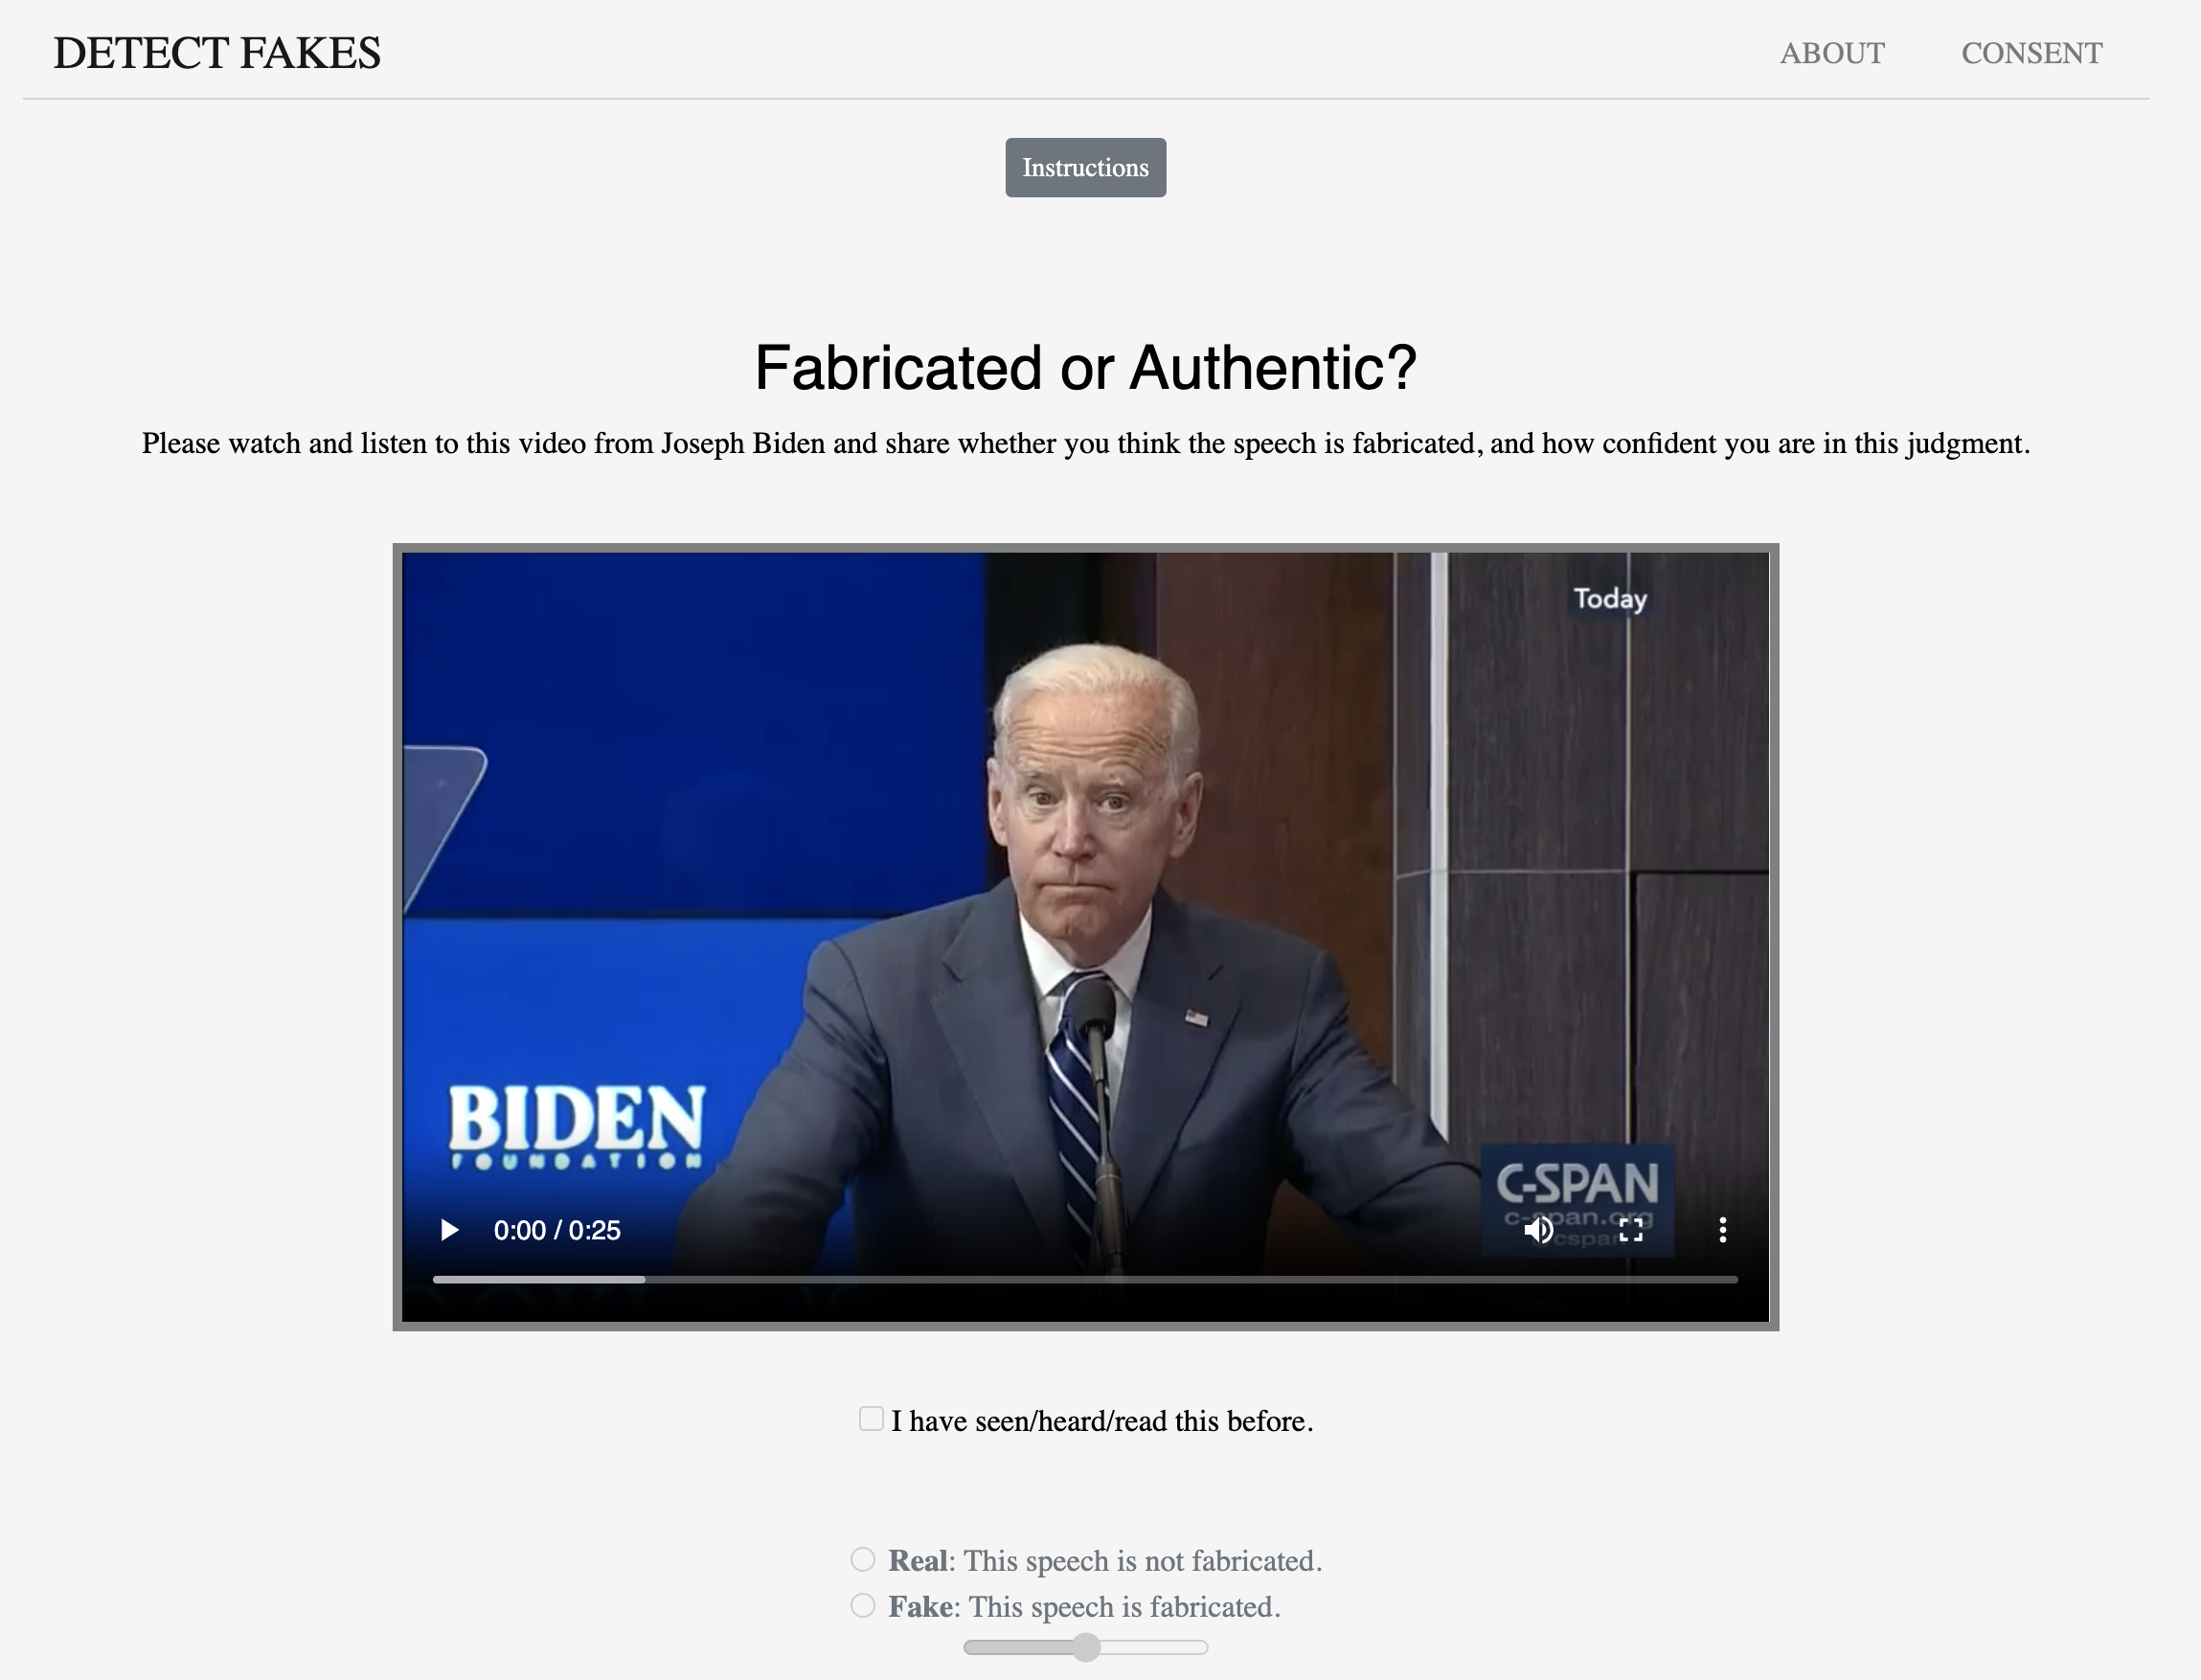 DETECT FAKES
ABOUT
CONSENT
Instructions
Fabricated or Authentic?
Please watch and listen to this video from Joseph Biden and share whether you think the speech is fabricated, and how confident you are in this judgment.
Today
BIDEN
FOUNDATION
C-SPAN
c-span.org
cspan
0:00 / 0:25
I have seen/heard/read this before.
Real: This speech is not fabricated.
Fake: This speech is fabricated.